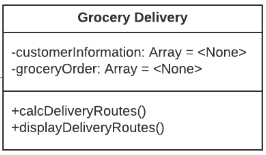 Grocery Delivery
-customerInformation: Array = <None>
-groceryOrder: Array = <None>
+calcDeliveryRoutes()
+displayDeliveryRoutes()